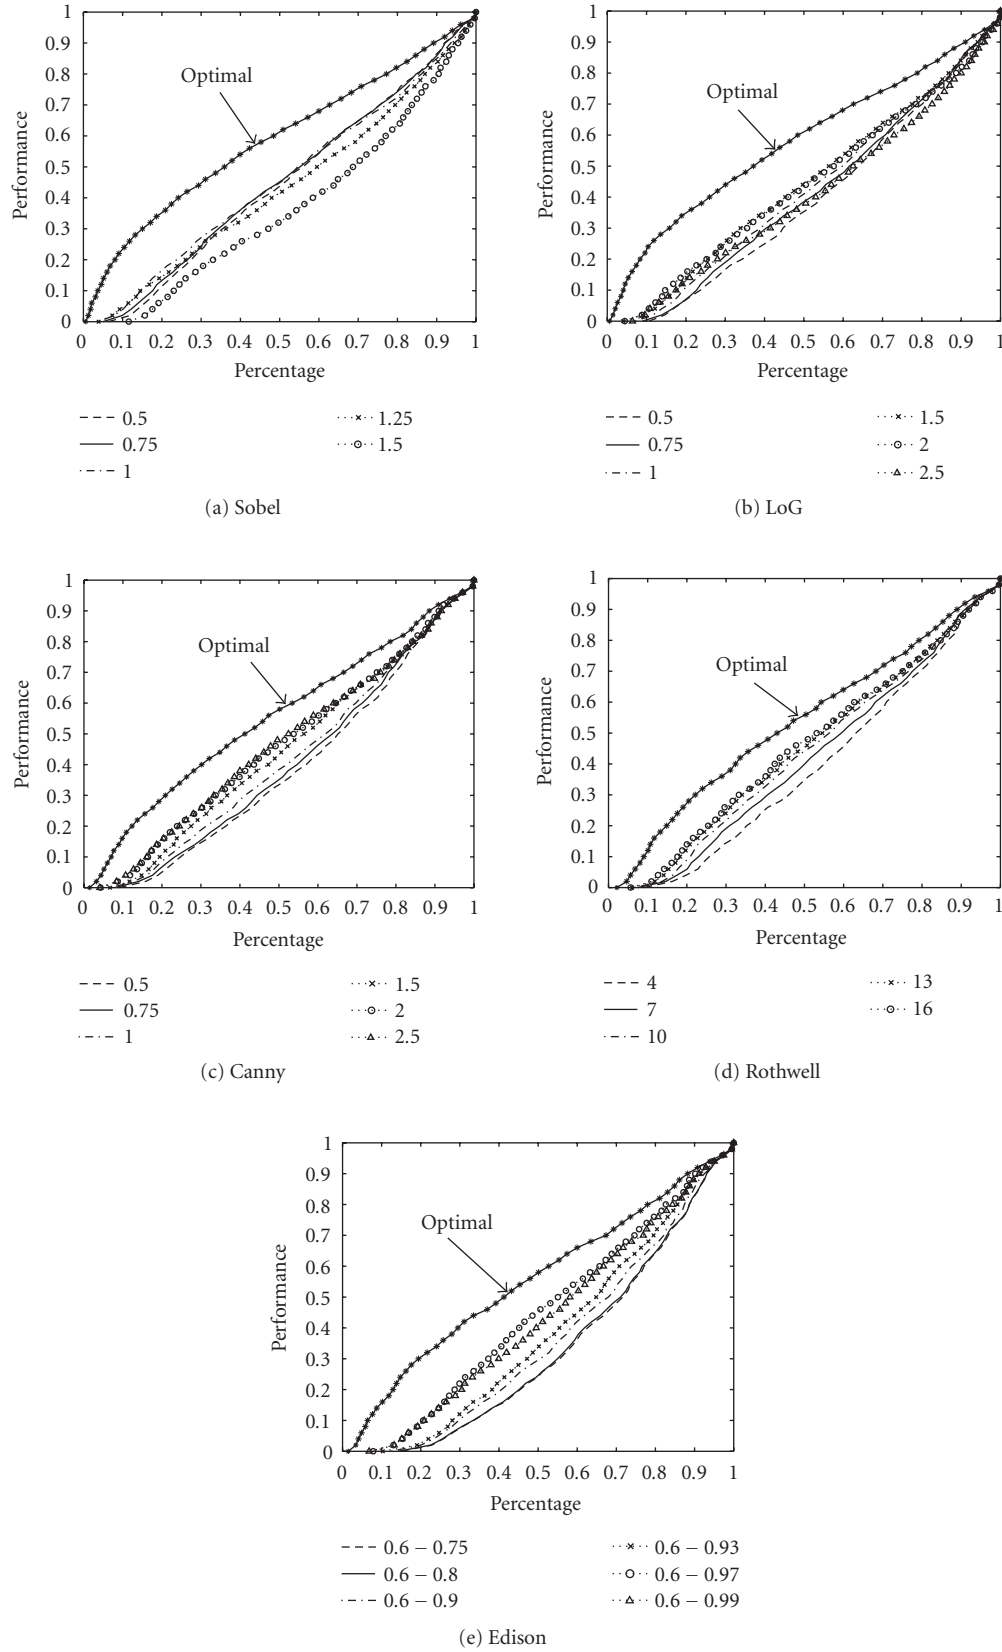 1
0.9
0.8
0.7
0.6
0.5
0.4
0.3
0.2
0.1
0
Performance
Optimal
0 0.1 0.2 0.3 0.4 0.5 0.6 0.7 0.8 0.9 1
Percentage
0.5
0.75
1
1.25
1.5
(a) Sobel
1
0.9
0.8
0.7
0.6
0.5
0.4
0.3
0.2
0.1
0
Performance
Optimal
0 0.1 0.2 0.3 0.4 0.5 0.6 0.7 0.8 0.9 1
Percentage
0.5
0.75
1
1.5
2
2.5
(b) LoG
1
0.9
0.8
0.7
0.6
0.5
0.4
0.3
0.2
0.1
0
Performance
Optimal
0 0.1 0.2 0.3 0.4 0.5 0.6 0.7 0.8 0.9 1
Percentage
0.5
0.75
1
1.5
2
2.5
(c) Canny
1
0.9
0.8
0.7
0.6
0.5
0.4
0.3
0.2
0.1
0
Performance
Optimal
0 0.1 0.2 0.3 0.4 0.5 0.6 0.7 0.8 0.9 1
Percentage
4
7
10
13
16
(d) Rothwell
1
0.9
0.8
0.7
0.6
0.5
0.4
0.3
0.2
0.1
0
Performance
Optimal
0 0.1 0.2 0.3 0.4 0.5 0.6 0.7 0.8 0.9 1
Percentage
0.6 − 0.75
0.6 − 0.8
0.6 − 0.9
0.6 − 0.93
0.6 − 0.97
0.6 − 0.99
(e) Edison